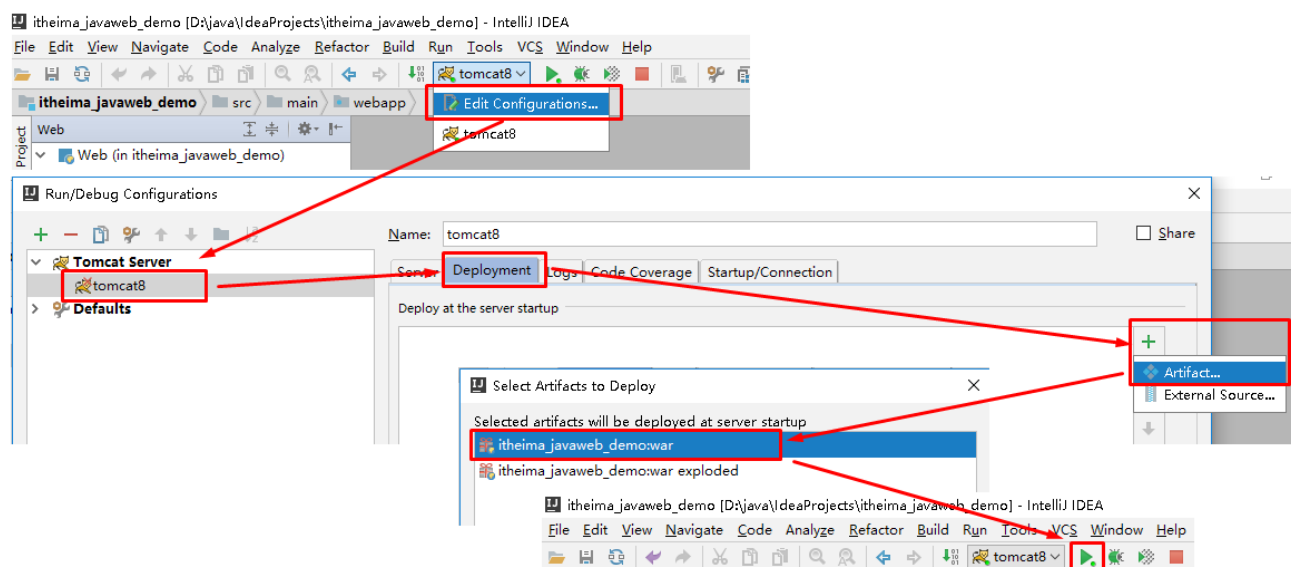 itheima_javaweb_demo [D:\java\IdeaProjects\itheima_javaweb_demo] - IntelliJ IDEA
File Edit View Navigate Code Analyze Refactor Build Run Tools VCS Window Help
tomcat8
itheima_javaweb_demo src main webapp
Edit Configurations...
Project
Web
tomcat8
Web (in itheima_javaweb_demo)
Run/Debug Configurations
Name: tomcat8 Share
Tomcat Server
Server Deployment Logs Code Coverage Startup/Connection
tomcat8
Defaults
Deploy at the server startup
Artifact...
External Source...
Select Artifacts to Deploy
Selected artifacts will be deployed at server startup
itheima_javaweb_demo:war
itheima_javaweb_demo:war exploded
itheima_javaweb_demo [D:\java\IdeaProjects\itheima_javaweb_demo] - IntelliJ IDEA
File Edit View Navigate Code Analyze Refactor Build Run Tools VCS Window Help
tomcat8